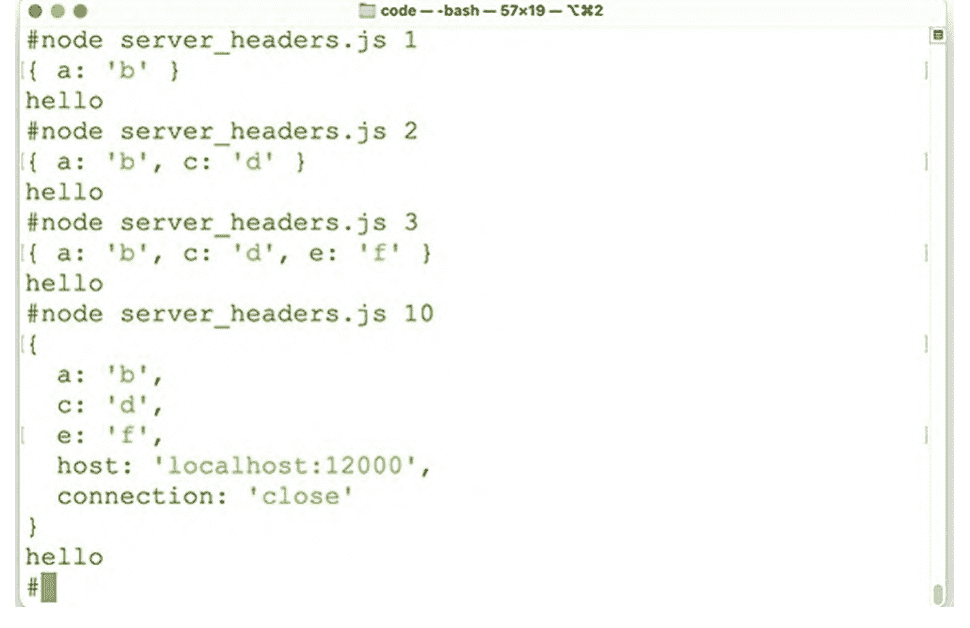 code — -bash — 57×19 — ⌥⌘2
#node server_headers.js 1
[{ a: 'b' }
hello
#node server_headers.js 2
[{ a: 'b', c: 'd' }
hello
#node server_headers.js 3
[{ a: 'b', c: 'd', e: 'f' }
hello
#node server_headers.js 10
[{
a: 'b',
c: 'd',
[ e: 'f',
host: 'localhost:12000',
connection: 'close'
}
hello
#